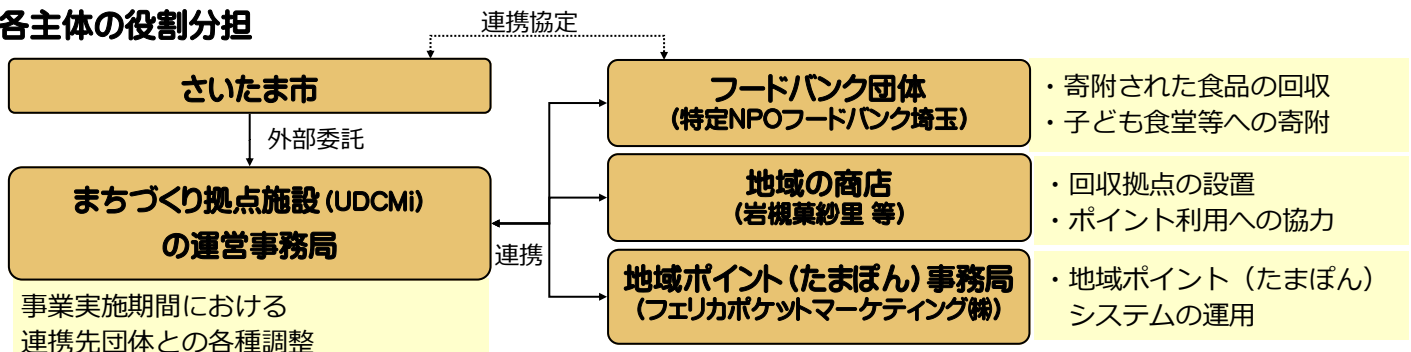 各主体の役割分担
連携協定
さいたま市
外部委託
まちづくり拠点施設(UDCMi)
の運営事務局
事業実施期間における
連携先団体との各種調整
連携
フードバンク団体
(特定NPOフードバンク埼玉)
・寄附された食品の回収
・子ども食堂等への寄附
地域の商店
(岩槻菓紗里 等)
・回収拠点の設置
・ポイント利用への協力
地域ポイント(たまぽん)事務局
(フェリカポケットマーケティング㈱)
・地域ポイント（たまぽん）
システムの運用